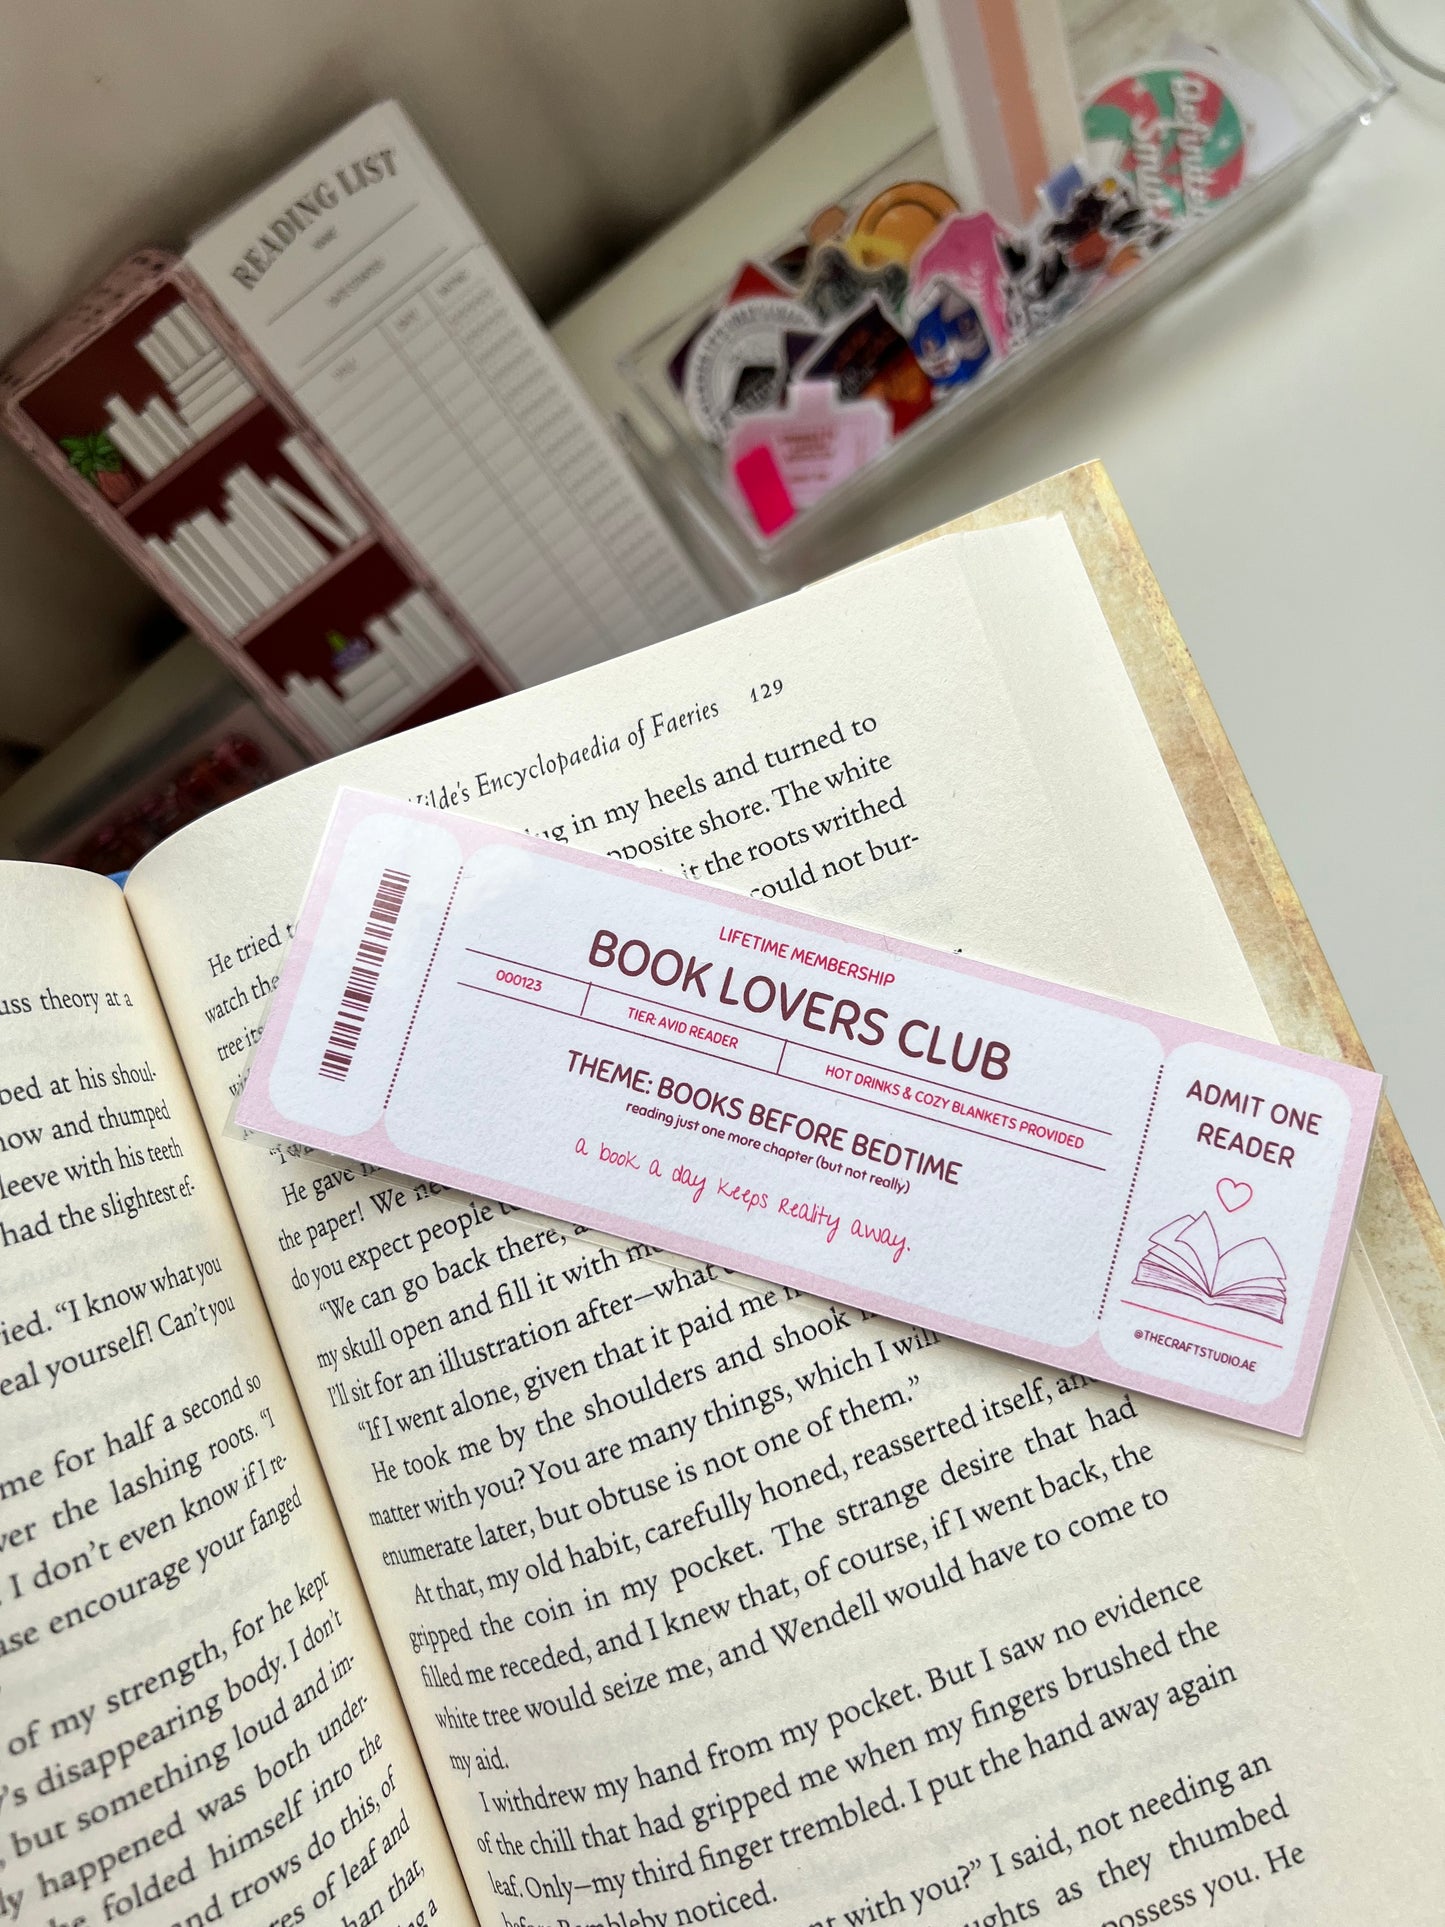 READING LIST
Definitely
Wilde's Encyclopaedia of Faeries 129
in my heels and turned to
opposite shore. The white
it the roots writhed
could not bur-
He tried
watch the
tree its
LIFETIME MEMBERSHIP
BOOK LOVERS CLUB
000123
TIER: AVID READER
HOT DRINKS & COZY BLANKETS PROVIDED
THEME: BOOKS BEFORE BEDTIME
reading just one more chapter (but not really)
a book a day keeps reality away.
ADMIT ONE
READER
@THECRAFTSTUDIO.AE
He gave
the paper! We
do you expect people
"We can go back there,
my skull open and fill it with
I'll sit for an illustration after—what
"If I went alone, given that it paid me
He took me by the shoulders and shook
matter with you? You are many things, which I will
enumerate later, but obtuse is not one of them."
At that, my old habit, carefully honed, reasserted itself,
gripped the coin in my pocket. The strange desire that had
filled me receded, and I knew that, of course, if I went back, the
white tree would seize me, and Wendell would have to come to
my aid.
I withdrew my hand from my pocket. But I saw no evidence
of the chill that had gripped me when my fingers brushed the
leaf. Only—my third finger trembled. I put the hand away again
before Bambleby noticed.
with you?" I said, not needing an
as they thumbed
possess you. He
theory at a
at his shoul-
and thumped
with his teeth
had the slightest ef-
"I know what you
yourself! Can't you
me for half a second so
the lashing roots. "I
I don't even know if I re-
encourage your fanged
of my strength, for he kept
disappearing body. I don't
but something loud and im-
happened was both under-
folded himself into the
and trows do this, of
of leaf and
than that,